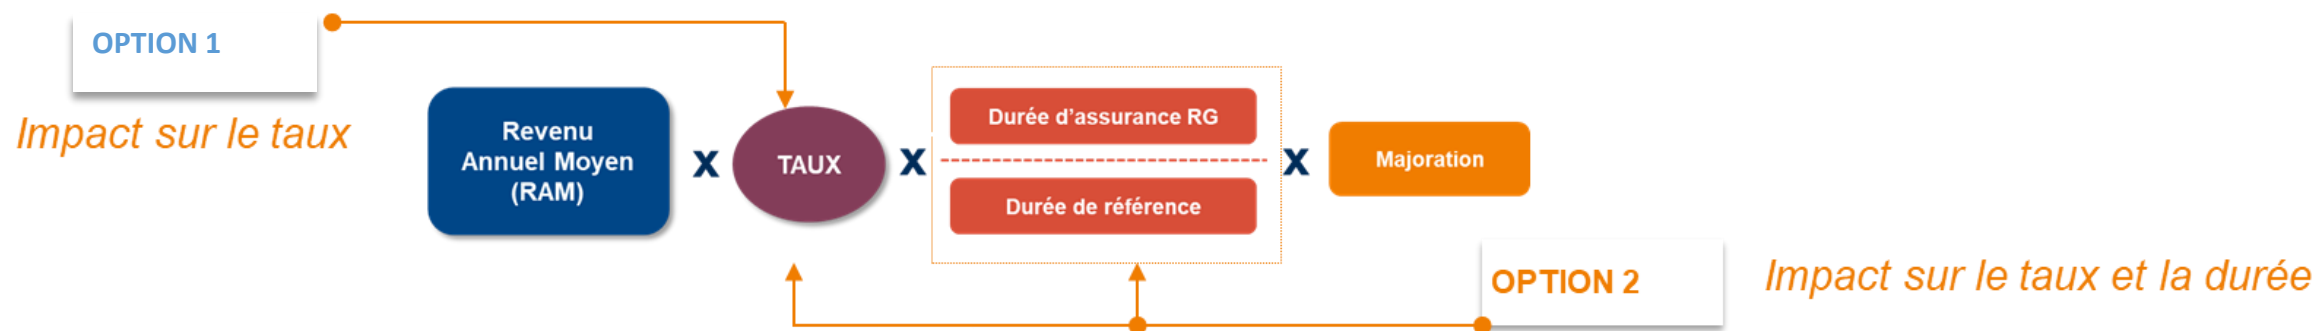 OPTION 1
Impact sur le taux
Revenu
Annuel Moyen
(RAM)
X
TAUX
X
Durée d'assurance RG
Durée de référence
X
Majoration
OPTION 2
Impact sur le taux et la durée